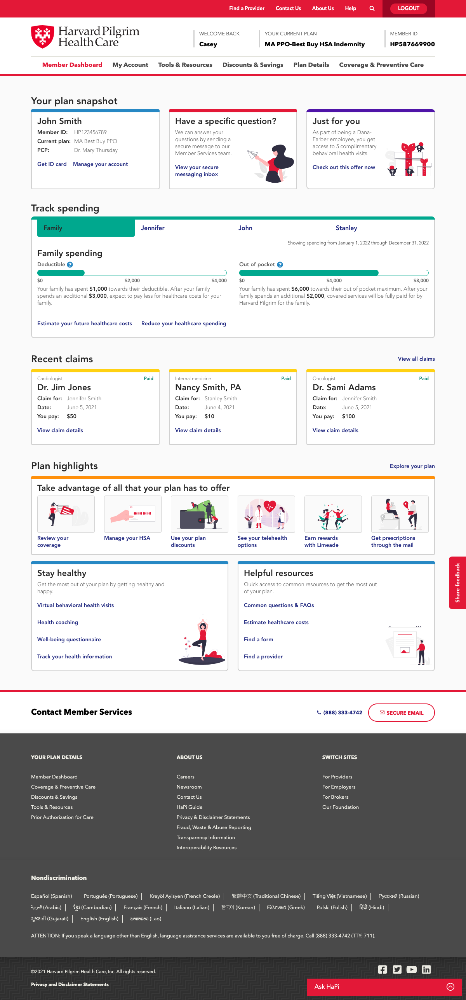 Find a Provider Contact Us About Us Help LOGOUT
Harvard Pilgrim
HealthCare
WELCOME BACK
Casey
YOUR CURRENT PLAN
MA PPO-Best Buy HSA Indemnity
MEMBER ID
HP587669900
Member Dashboard My Account Tools & Resources Discounts & Savings Plan Details Coverage & Preventive Care
Your plan snapshot
John Smith
Member ID: HP123456789
Current plan: MA Best Buy PPO
PCP: Dr. Mary Thursday
Get ID card Manage your account
Have a specific question?
We can answer your
questions by sending a
secure message to our
Member Services team.
View your secure
messaging inbox
Just for you
As part of being a Dana-
Farber employee, you get
access to 5 complimentary
behavioral health visits.
Check out this offer now
Track spending
Family Jennifer John Stanley
Showing spending from January 1, 2022 through December 31, 2022
Family spending
Deductible ?
$0 $2,000 $4,000
Your family has spent $1,000 towards their deductible. After your family
spends an additional $3,000, expect to pay less for healthcare costs for your
family.
Out of pocket ?
$0 $4,000 $8,000
Your family has spent $6,000 towards their out of pocket maximum. After your
family spends an additional $2,000, covered services will be fully paid for by
Harvard Pilgrim for the family.
Estimate your future healthcare costs Reduce your healthcare spending
Recent claims
View all claims
Cardiologist Paid
Dr. Jim Jones
Claim for: Jennifer Smith
Date: June 5, 2021
You pay: $50
View claim details
Internal medicine Paid
Nancy Smith, PA
Claim for: Stanley Smith
Date: June 4, 2021
You pay: $10
View claim details
Oncologist Paid
Dr. Sami Adams
Claim for: Jennifer Smith
Date: June 5, 2021
You pay: $100
View claim details
Plan highlights
Explore your plan
Take advantage of all that your plan has to offer
Review your
coverage
Manage your HSA
Use your plan
discounts
See your telehealth
options
Earn rewards
with Limeade
Get prescriptions
through the mail
Stay healthy
Get the most out of your plan by getting healthy and
happy.
Virtual behavioral health visits
Health coaching
Well-being questionnaire
Track your health information
Helpful resources
Quick access to common resources to get the most out
of your plan.
Common questions & FAQs
Estimate healthcare costs
Find a form
Find a provider
Share feedback
Contact Member Services
(888) 333-4742
SECURE EMAIL
YOUR PLAN DETAILS
Member Dashboard
Coverage & Preventive Care
Discounts & Savings
Tools & Resources
Prior Authorization for Care
ABOUT US
Careers
Newsroom
Contact Us
HaPi Guide
Privacy & Disclaimer Statements
Fraud, Waste & Abuse Reporting
Transparency Information
Interoperability Resources
SWITCH SITES
For Providers
For Employers
For Brokers
Our Foundation
Nondiscrimination
Español (Spanish) Português (Portuguese) Kreyòl Ayisyen (French Creole) 繁體中文 (Traditional Chinese) Tiếng Việt (Vietnamese) Русский (Russian)
العربية (Arabic) ខ្មែរ (Cambodian) Français (French) Italiano (Italian) 한국어 (Korean) Ελληνικά (Greek) Polski (Polish) हिंदी (Hindi)
ગુજરાતી (Gujarati) English (English) ພາສາລາວ (Lao)
ATTENTION: If you speak a language other than English, language assistance services are available to you free of charge. Call (888) 333-4742 (TTY: 711).
©2021 Harvard Pilgrim Health Care, Inc. All rights reserved.
Privacy and Disclaimer Statements
Ask HaPi